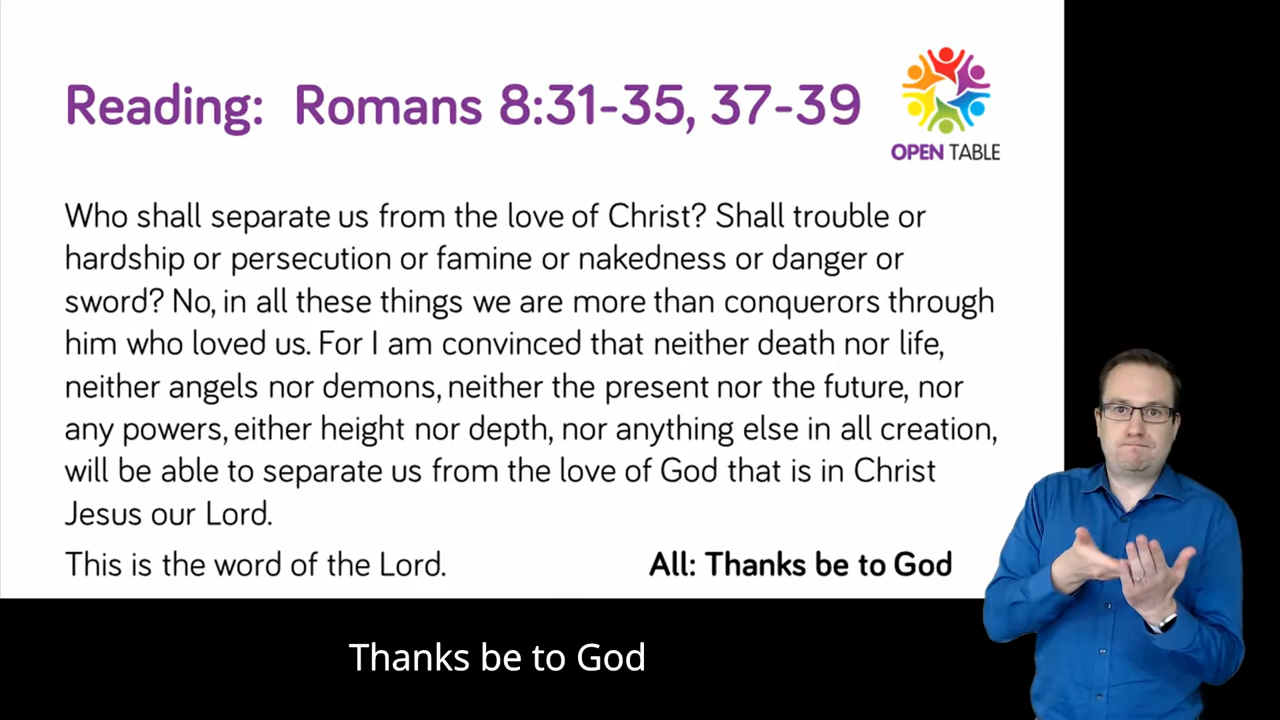 Reading: Romans 8:31-35, 37-39
OPEN TABLE
Who shall separate us from the love of Christ? Shall trouble or
hardship or persecution or famine or nakedness or danger or
sword? No, in all these things we are more than conquerors through
him who loved us. For I am convinced that neither death nor life,
neither angels nor demons, neither the present nor the future, nor
any powers, either height nor depth, nor anything else in all creation,
will be able to separate us from the love of God that is in Christ
Jesus our Lord.
This is the word of the Lord. All: Thanks be to God
Thanks be to God